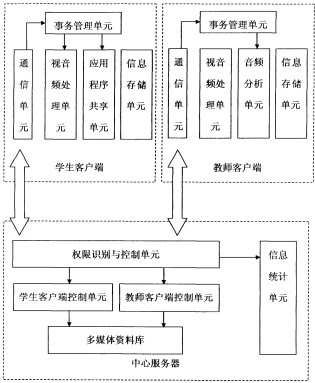 事务管理单元
通信单元
视音频处理单元
应用程序共享单元
信息存储单元
学生客户端
事务管理单元
通信单元
视音频处理单元
音频分析单元
信息存储单元
教师客户端
权限识别与控制单元
信息统计单元
学生客户端控制单元
教师客户端控制单元
多媒体资料库
中心服务器